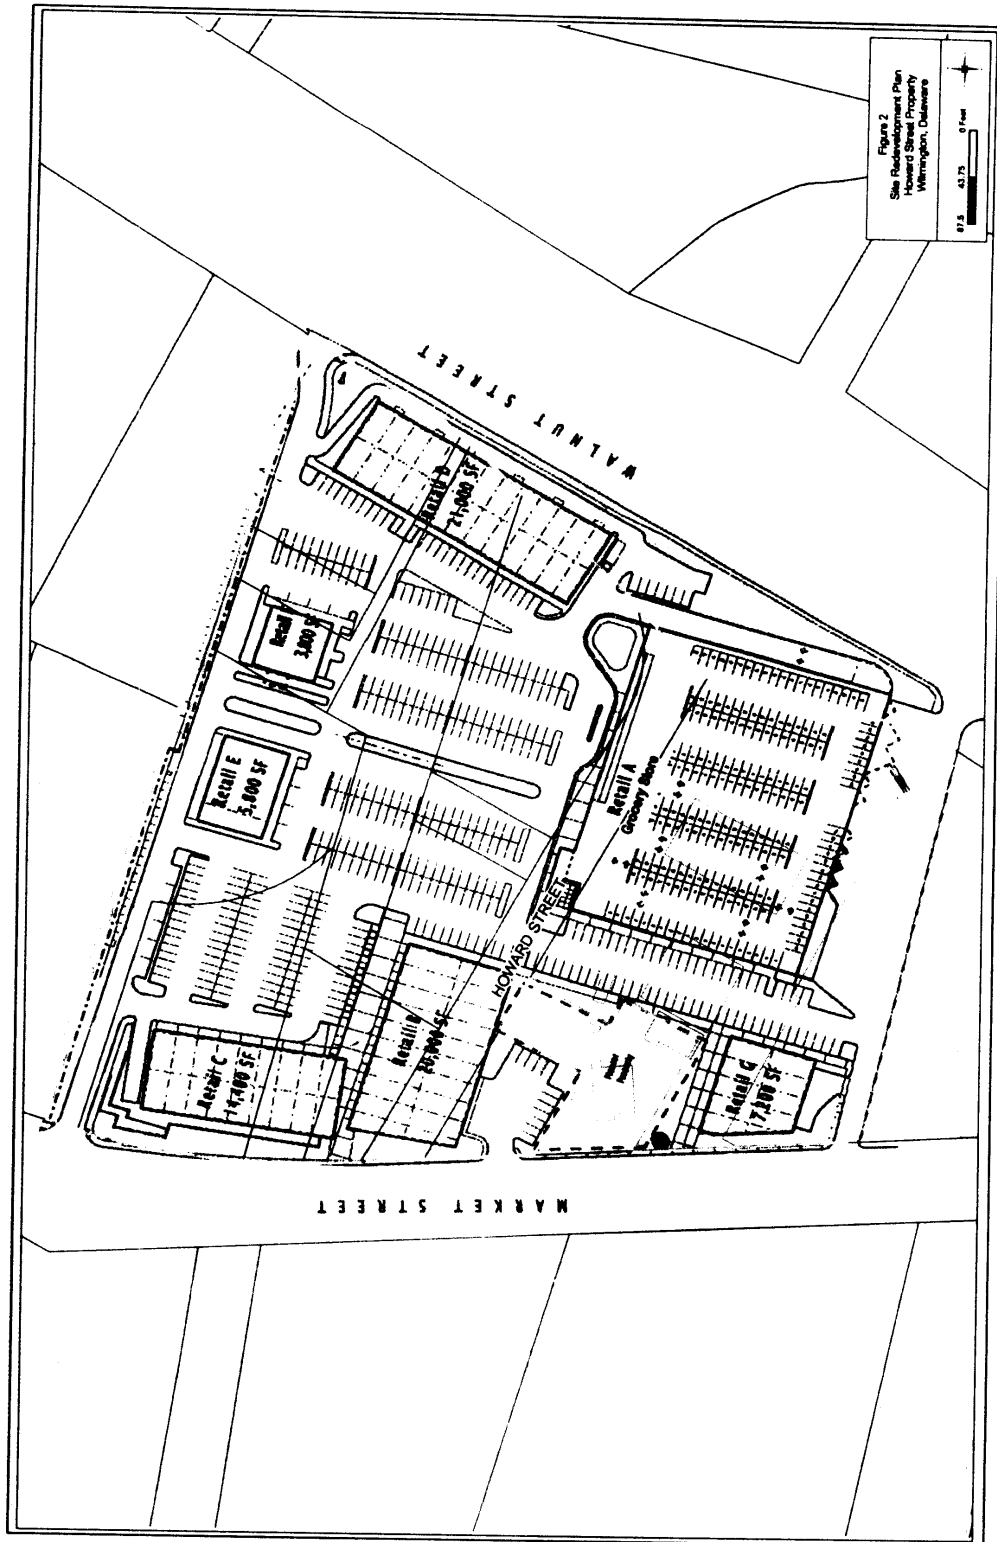 Figure 2
Site Redevelopment Plan
Howard Street Property
Wilmington, Delaware
87.5 43.75 0 Feet
WALNUT STREET
Retail D
21,000 SF
Retail
3,800 SF
Retail E
5,800 SF
Retail A
Grocery Store
HOWARD STREET
Retail B
Retail C
14,400 SF
Retail G
7,200 SF
MARKET STREET